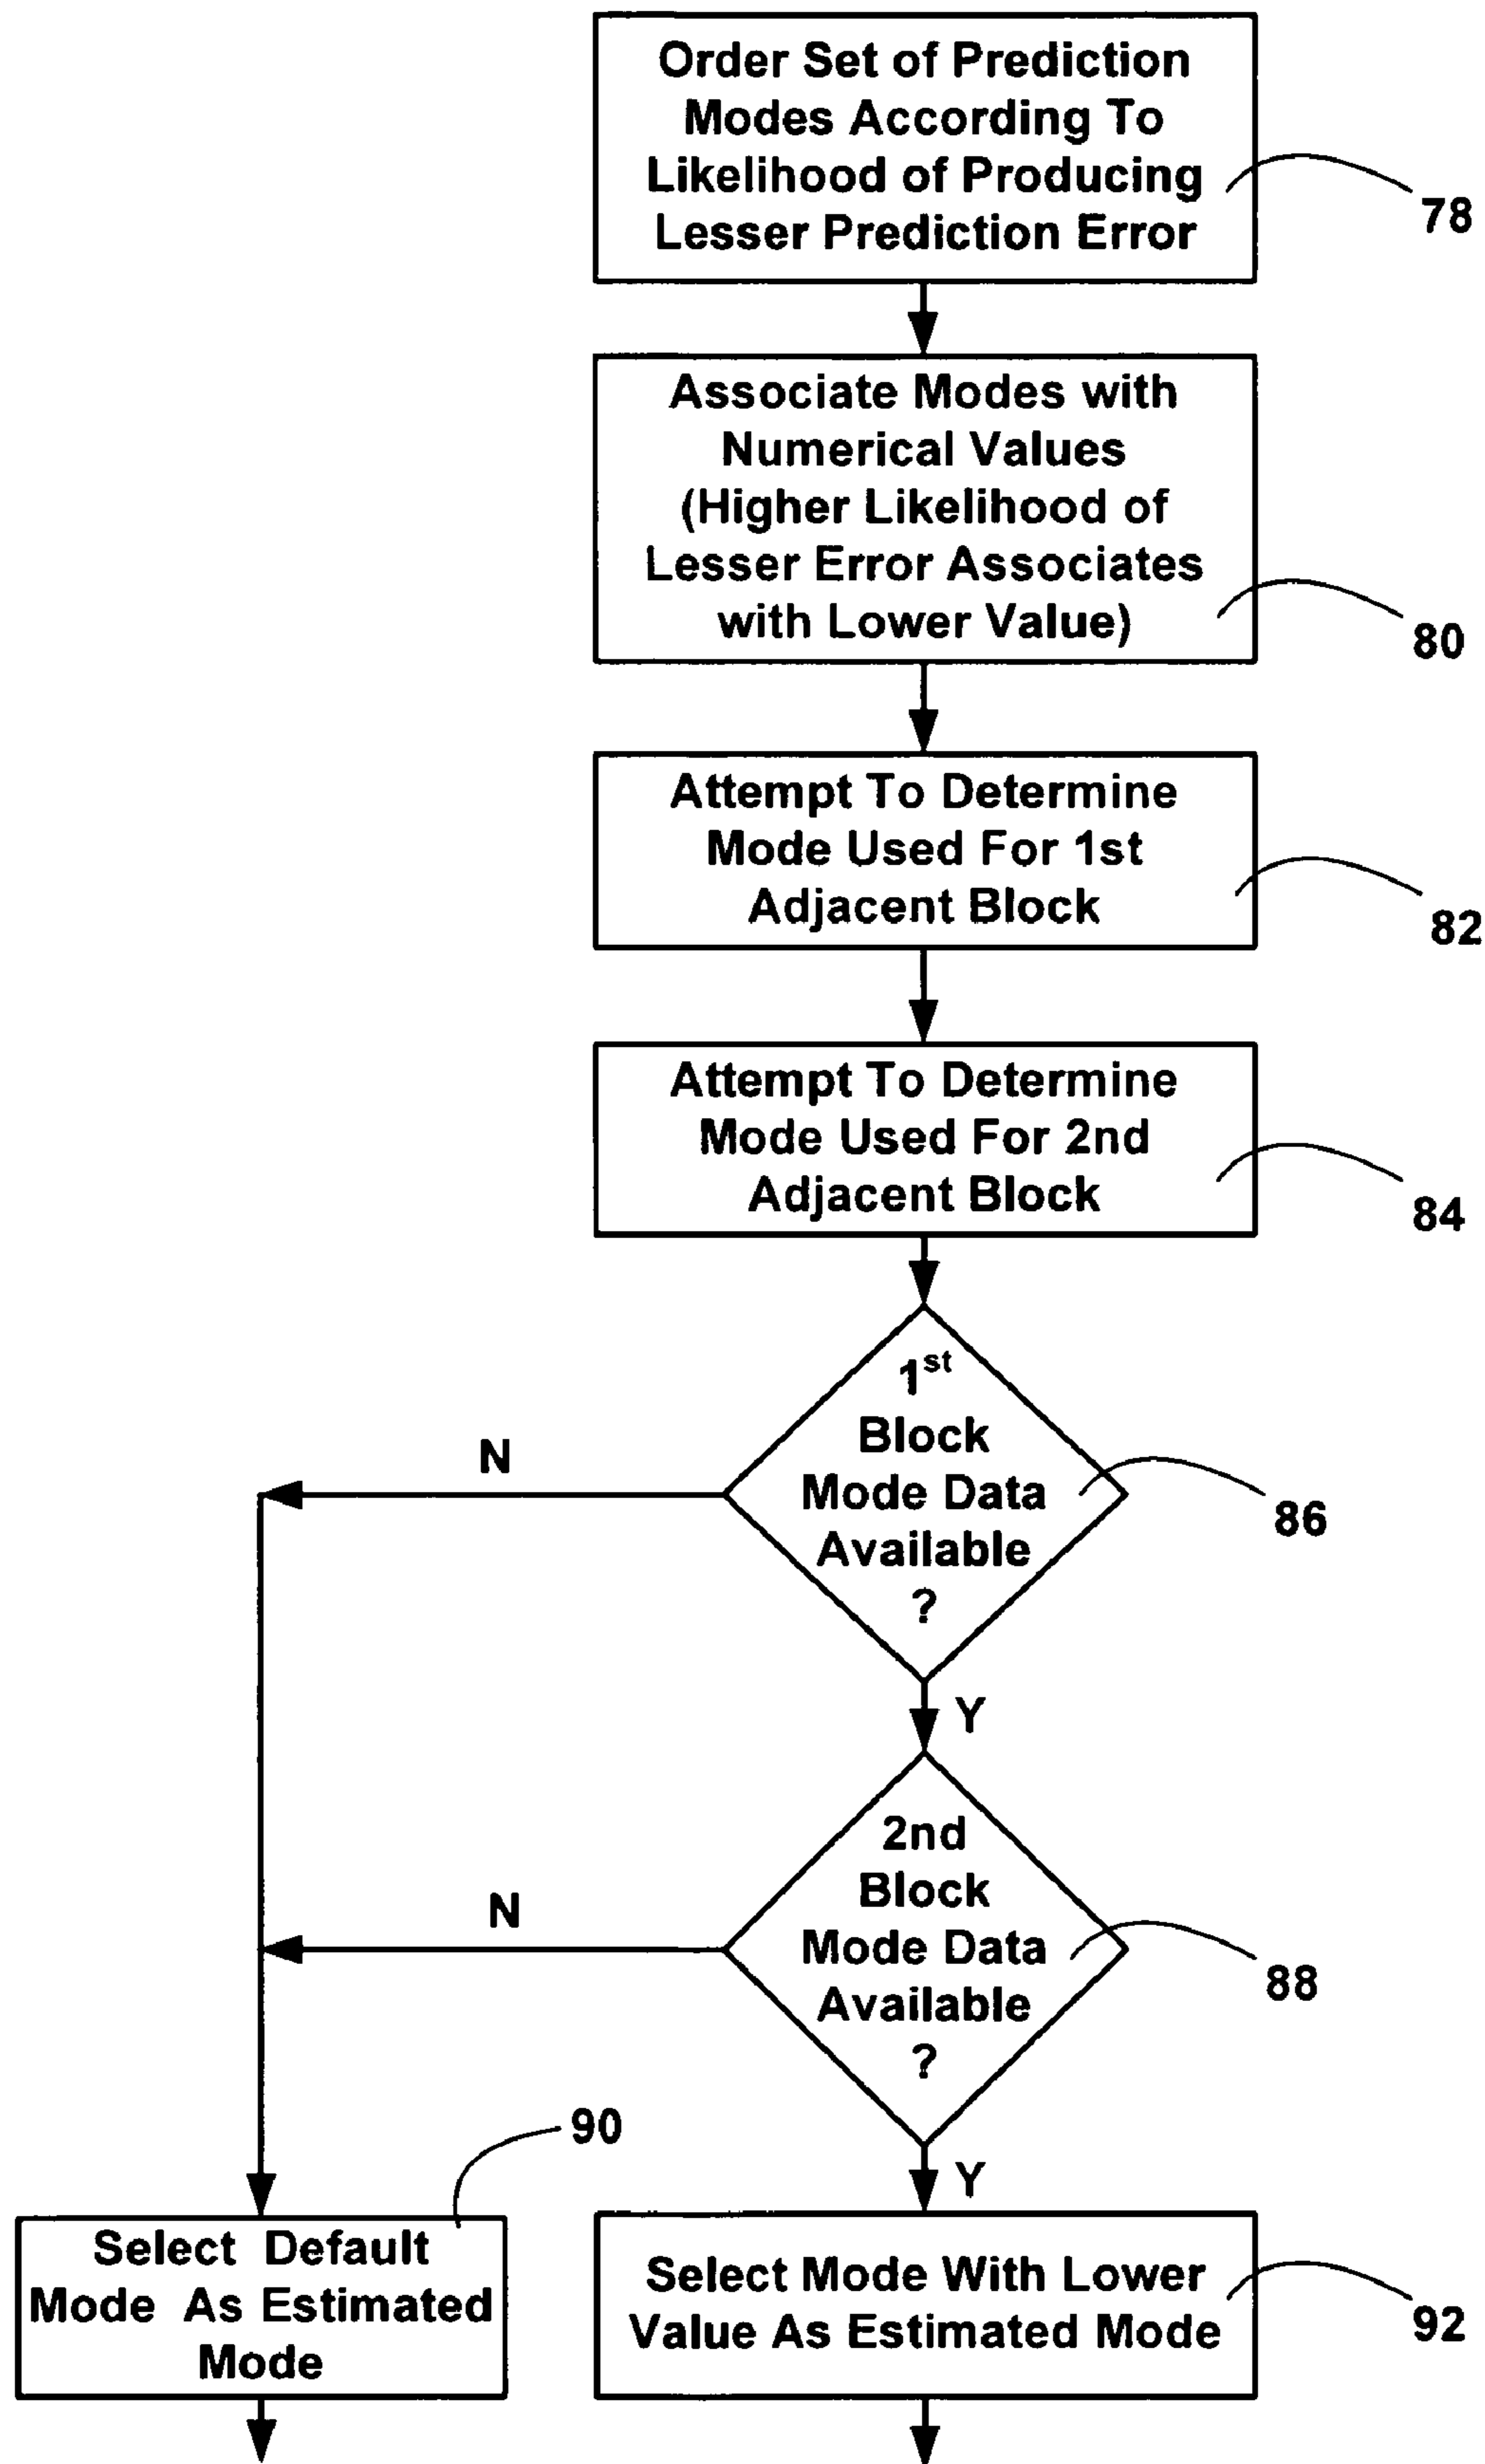 Order Set of Prediction
Modes According To
Likelihood of Producing
Lesser Prediction Error
78
Associate Modes with
Numerical Values
(Higher Likelihood of
Lesser Error Associates
with Lower Value)
80
Attempt To Determine
Mode Used For 1st
Adjacent Block
82
Attempt To Determine
Mode Used For 2nd
Adjacent Block
84
1st
Block
Mode Data
Available
?
86
N
Y
2nd
Block
Mode Data
Available
?
88
N
Y
90
Select Default
Mode As Estimated
Mode
Select Mode With Lower
Value As Estimated Mode
92